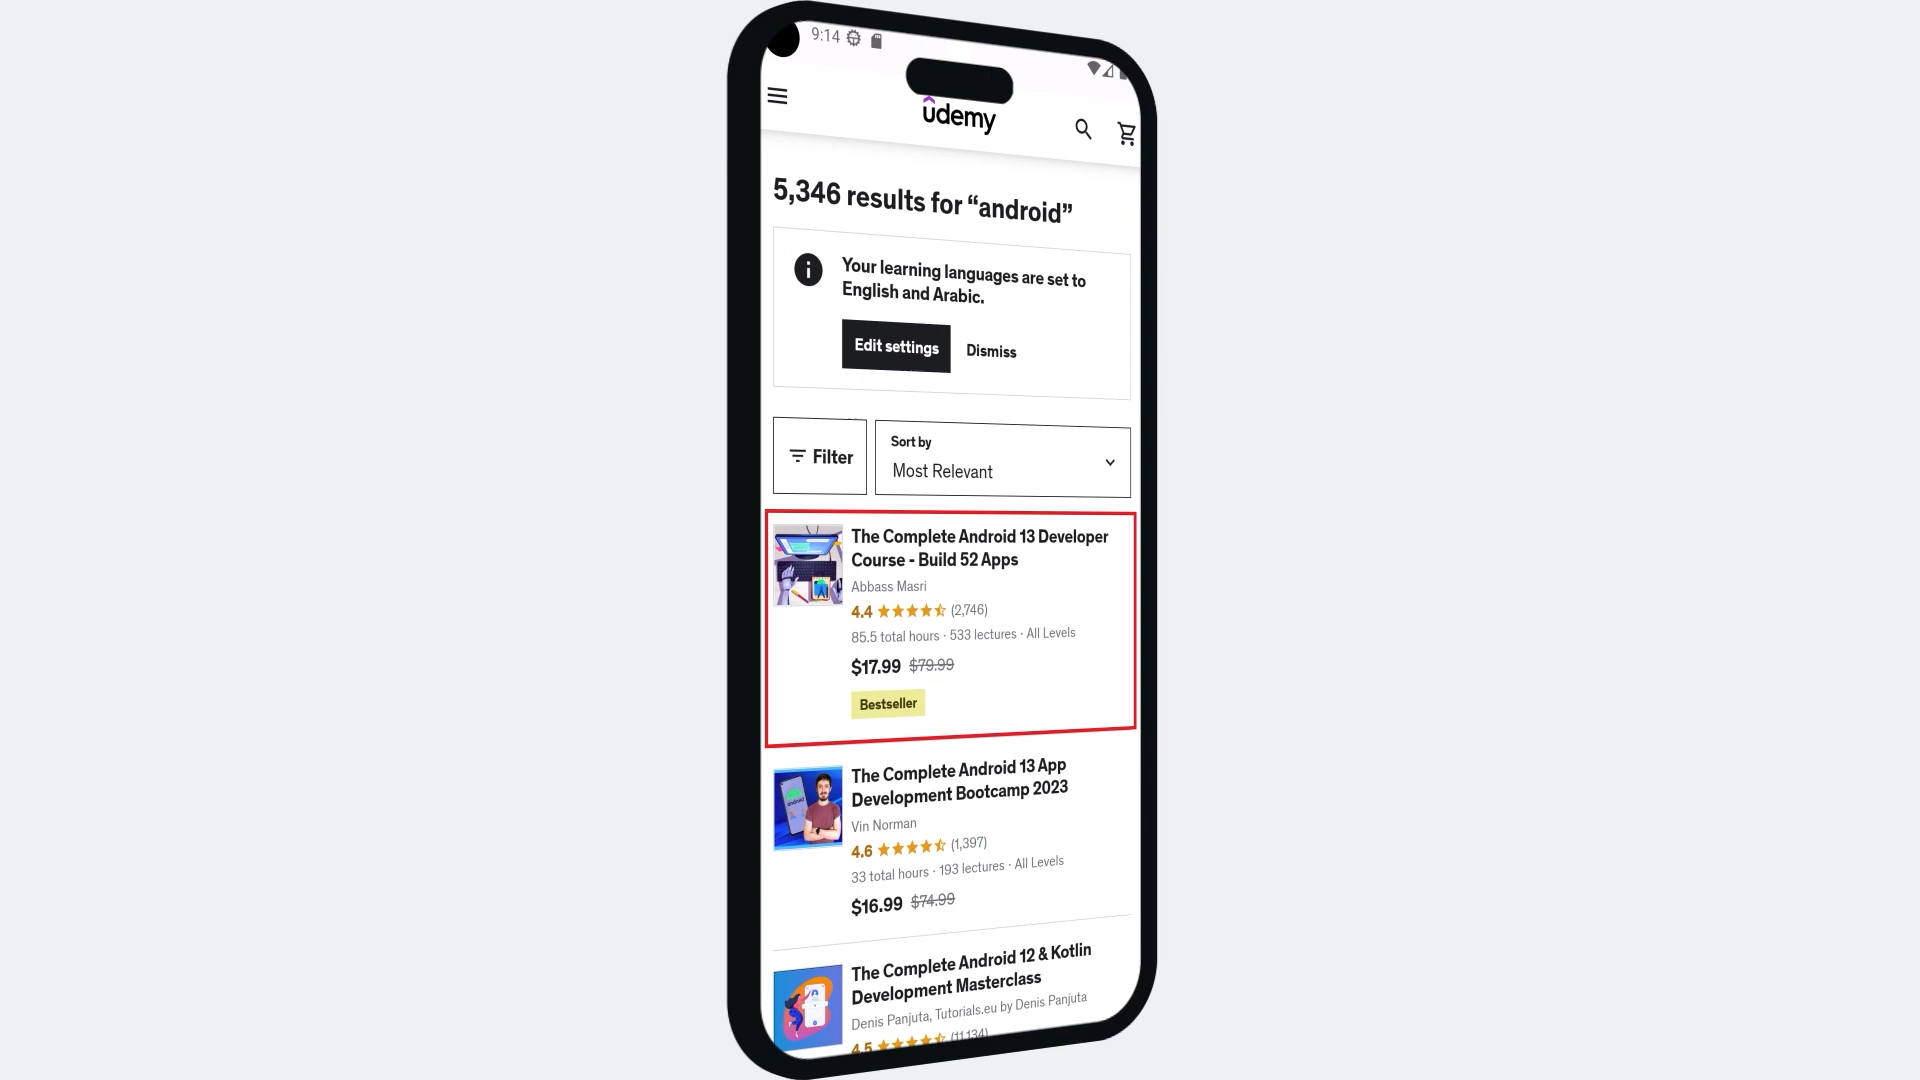 9:14
udemy
5,346 results for “android”
Your learning languages are set to
English and Arabic.
Edit settings
Dismiss
Filter
Sort by
Most Relevant
The Complete Android 13 Developer
Course - Build 52 Apps
Abbass Masri
4.4 (2,746)
85.5 total hours · 533 lectures · All Levels
$17.99 $79.99
Bestseller
The Complete Android 13 App
Development Bootcamp 2023
Vin Norman
4.6 (1,397)
33 total hours · 193 lectures · All Levels
$16.99 $74.99
The Complete Android 12 & Kotlin
Development Masterclass
Denis Panjuta, Tutorials.eu by Denis Panjuta
4.5 (11,134)